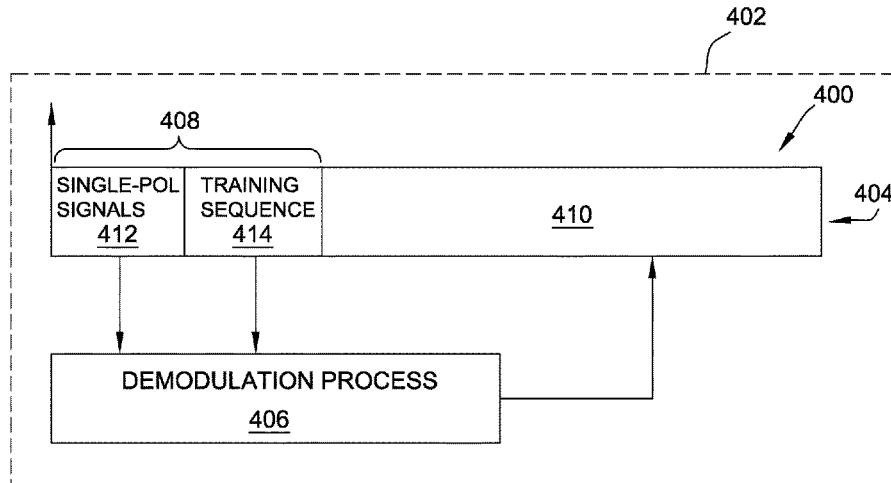 402
400
408
SINGLE-POL
SIGNALS
412
TRAINING
SEQUENCE
414
410
404
DEMODULATION PROCESS
406